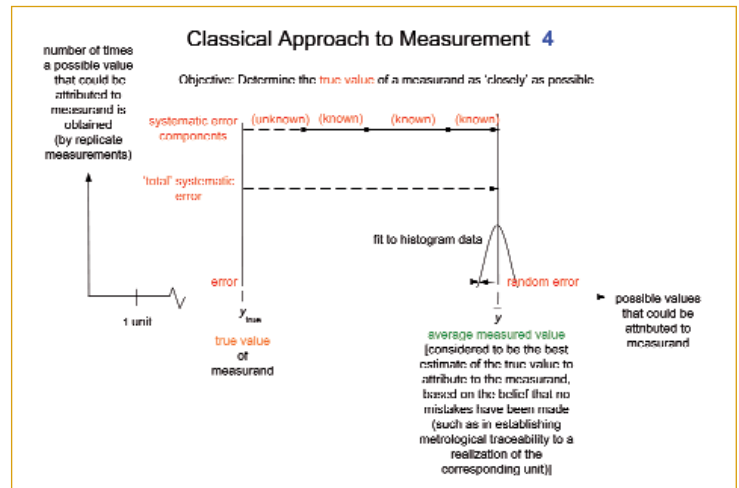 Classical Approach to Measurement 4
number of times
a possible value
that could be
attributed to
measurand is
obtained
(by replicate
measurements)
Objective: Determine the true value of a measurand as 'closely' as possible
systematic error
components
(unknown) (known) (known) (known)
'total' systematic
error
fit to histogram data
error
random error
1 unit
y true
y
possible values
that could be
attributed to
measurand
true value
of
measurand
average measured value
[considered to be the best
estimate of the true value to
attribute to the measurand,
based on the belief that no
mistakes have been made
(such as in establishing
metrological traceability to a
realization of the
corresponding unit)]